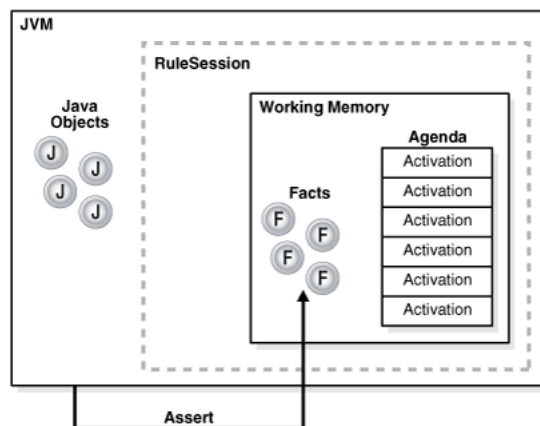 JVM
RuleSession
Java
Objects
J
J
J
J
Working Memory
Agenda
Activation
Activation
Activation
Activation
Activation
Activation
Facts
F
F
F
F
Assert